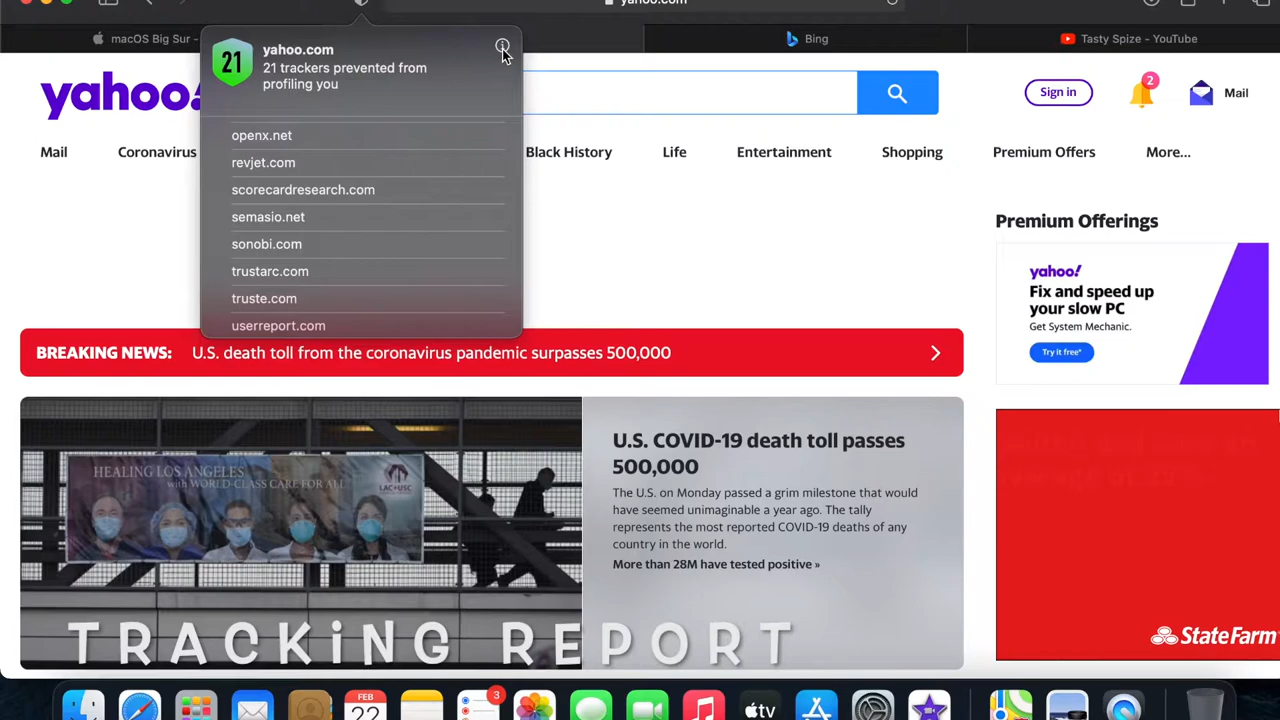 yahoo.com
macOS Big Sur -
Bing
Tasty Spize - YouTube
21
yahoo.com
21 trackers prevented from
profiling you
openx.net
revjet.com
scorecardresearch.com
semasio.net
sonobi.com
trustarc.com
truste.com
userreport.com
yahoo!
Sign in
2
Mail
Mail
Coronavirus
Black History
Life
Entertainment
Shopping
Premium Offers
More...
Premium Offerings
yahoo!
Fix and speed up
your slow PC
Get System Mechanic.
Try it free*
BREAKING NEWS: U.S. death toll from the coronavirus pandemic surpasses 500,000
HEALING LOS ANGELES
with WORLD-CLASS CARE FOR ALL
LAC+USC
U.S. COVID-19 death toll passes
500,000
The U.S. on Monday passed a grim milestone that would
have seemed unimaginable a year ago. The tally
represents the most reported COVID-19 deaths of any
country in the world.
More than 28M have tested positive »
StateFarm
TRACKiNG REPORT
FEB
22
3
tv